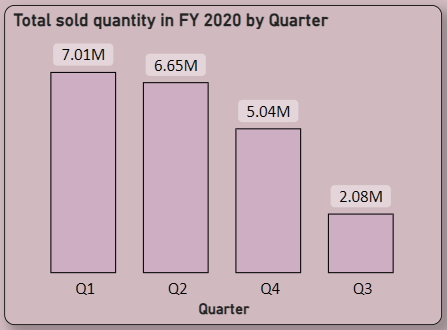 Total sold quantity in FY 2020 by Quarter
7.01M
6.65M
5.04M
2.08M
Q1 Q2 Q4 Q3
Quarter